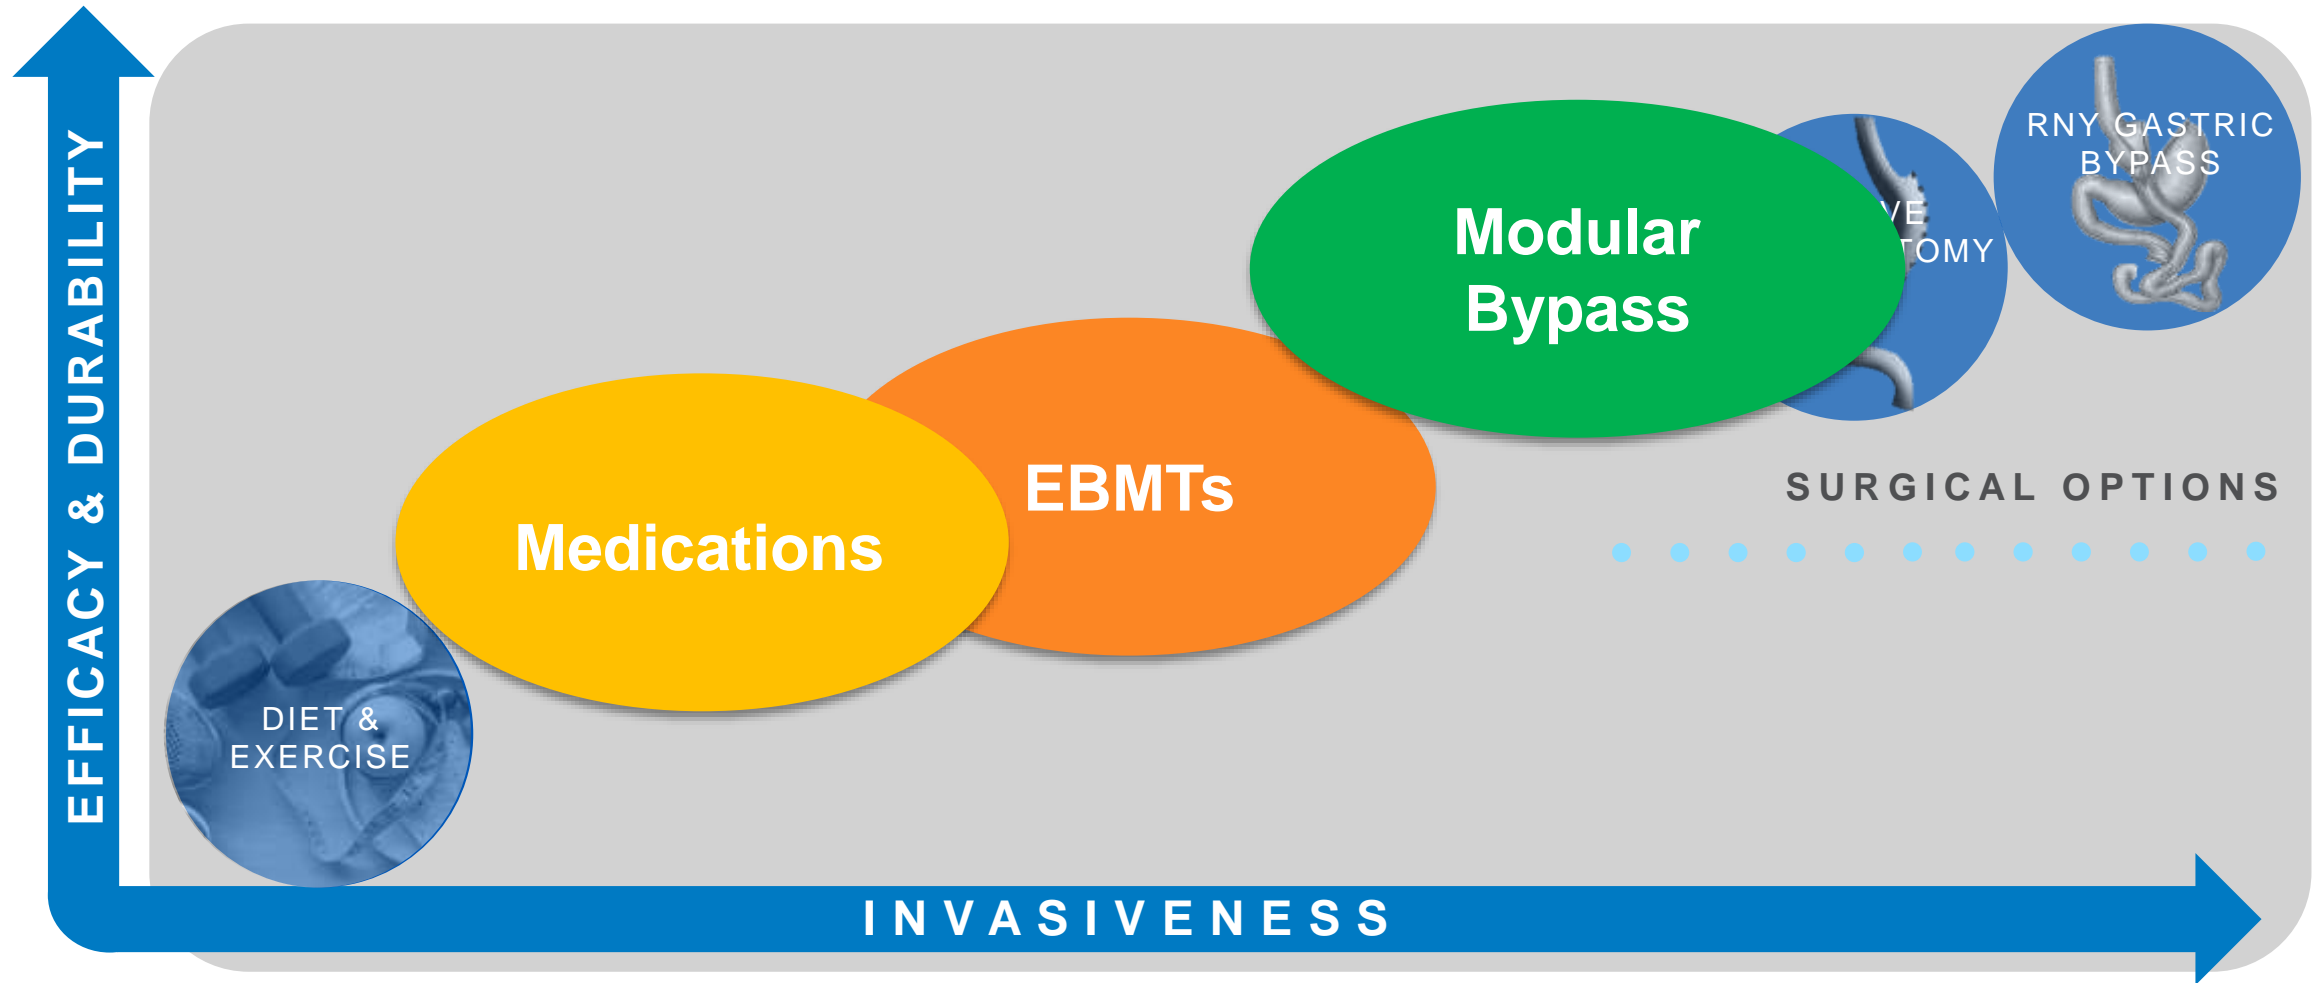 EFFICACY & DURABILITY
RNY GASTRIC
BYPASS
Modular
Bypass
EBMTs
SURGICAL OPTIONS
Medications
DIET &
EXERCISE
INVASIVENESS